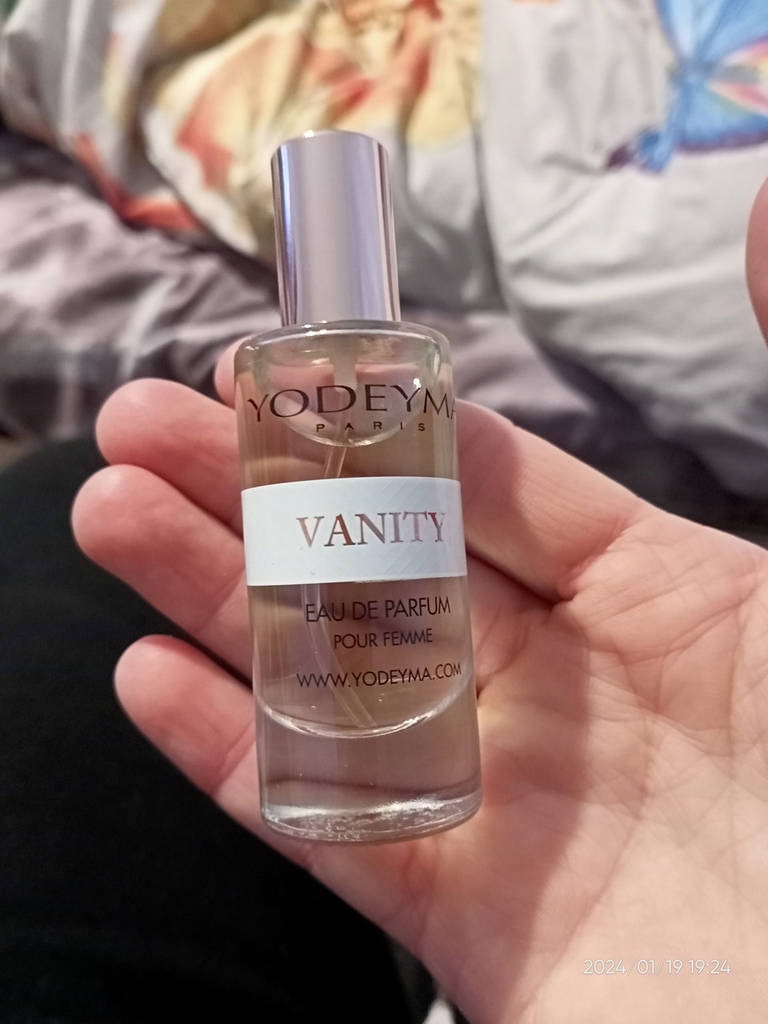 YODEYMA
PARIS
VANITY
EAU DE PARFUM
POUR FEMME
WWW.YODEYMA.COM
2024/01/19 19:24